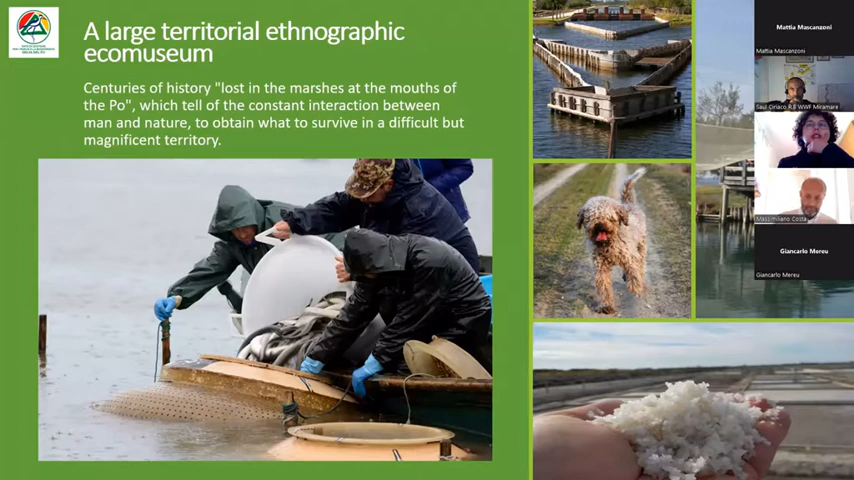 A large territorial ethnographic
ecomuseum
Centuries of history "lost in the marshes at the mouths of
the Po", which tell of the constant interaction between
man and nature, to obtain what to survive in a difficult but
magnificent territory.
Mattia Mascanzoni
Mattia Mascanzoni
Saul Ciriaco R.B WWF Miramare
Massimiliano Costa
Giancarlo Mereu
Giancarlo Mereu